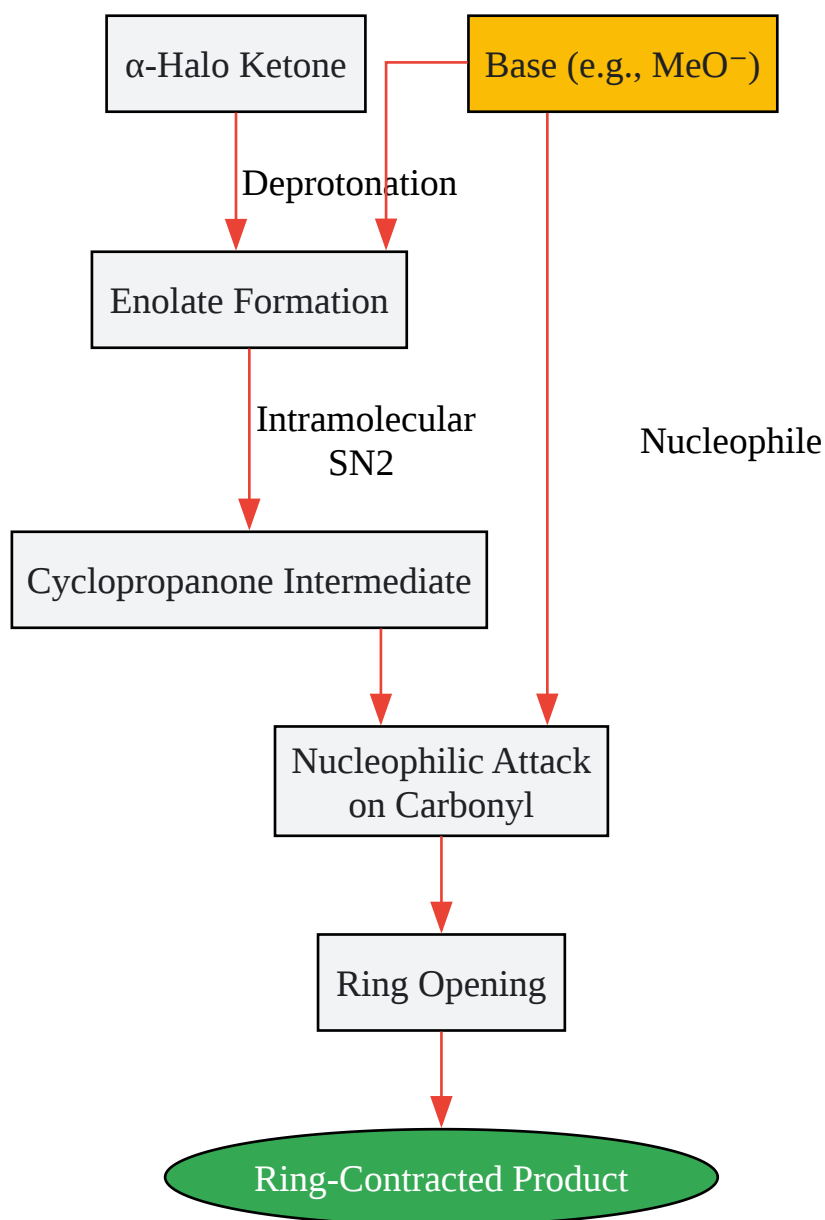 α-Halo Ketone
Base (e.g., MeO⁻)
Deprotonation
Enolate Formation
Intramolecular
SN2
Nucleophile
Cyclopropanone Intermediate
Nucleophilic Attack
on Carbonyl
Ring Opening
Ring-Contracted Product